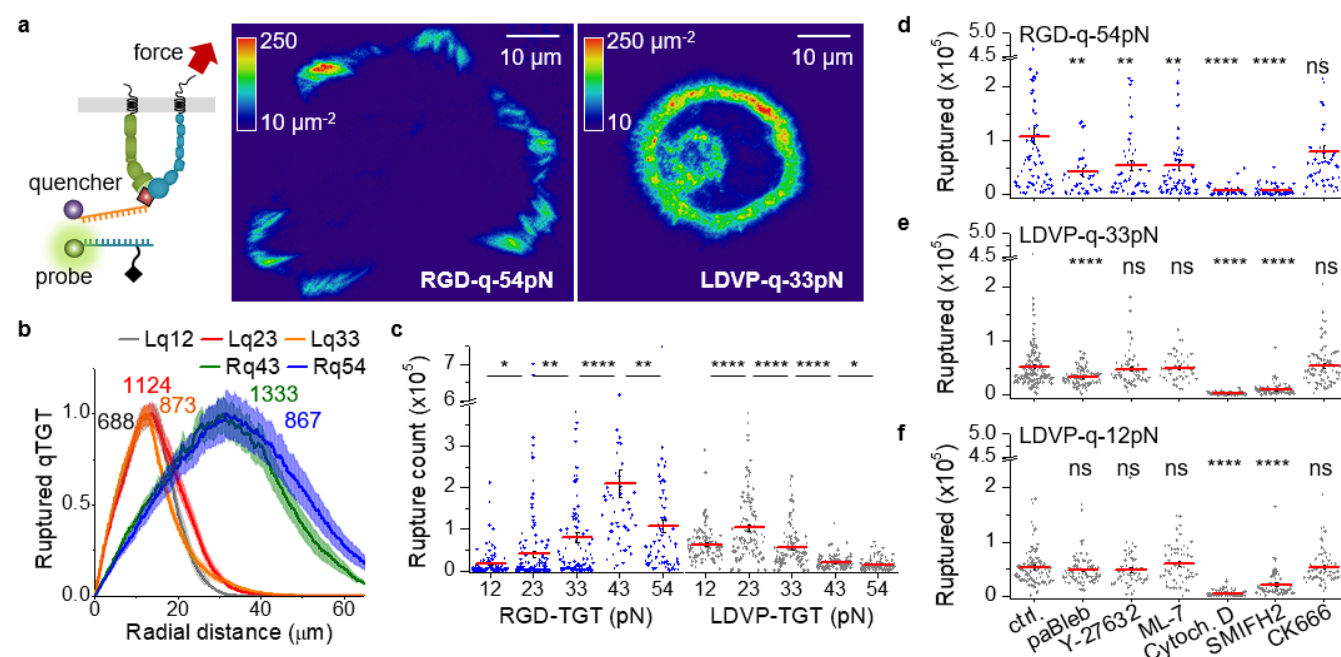 a
force
quencher
probe
250
10 µm⁻²
10 µm
RGD-q-54pN
250 µm⁻²
10
10 µm
LDVP-q-33pN
b
Lq12 Lq23 Lq33
Rq43 Rq54
1124
1333
688
873
867
Ruptured qTGT
1.0
0.5
0.0
0 20 40 60
Radial distance (µm)
c
Rupture count (x10⁵)
7
6
3
2
1
0
* ** **** ** **** **** **** *
12 23 33 43 54 12 23 33 43 54
RGD-TGT (pN) LDVP-TGT (pN)
d
Ruptured (x10⁵)
5.0
4.5
2
1
0
RGD-q-54pN
** ** ** **** **** ns
e
Ruptured (x10⁵)
5.0
4.5
2
1
0
LDVP-q-33pN
**** ns ns **** **** ns
f
Ruptured (x10⁵)
5.0
4.5
2
1
0
LDVP-q-12pN
ns ns ns **** **** ns
ctrl. paBleb Y-27632 ML-7 Cytoch. D SMIFH2 CK666